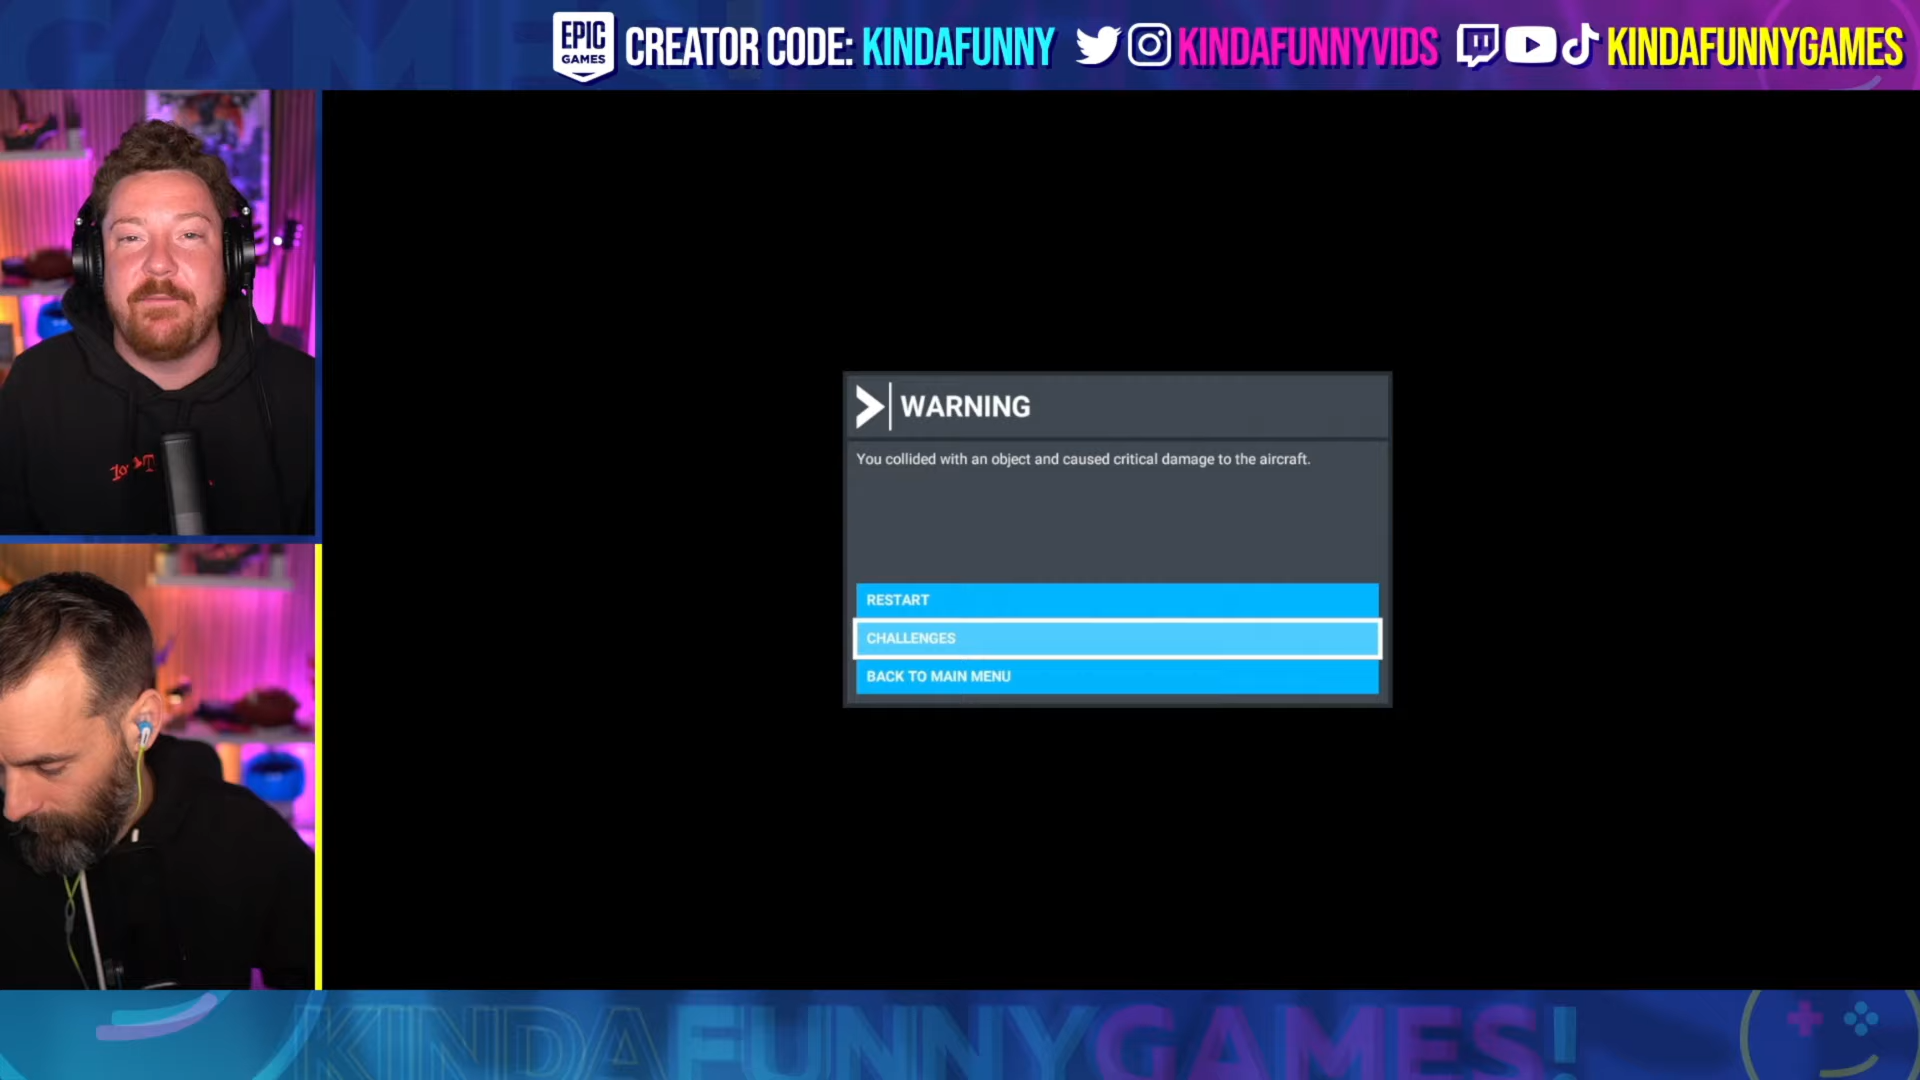 EPIC
GAMES
CREATOR CODE: KINDAFUNNY
KINDAFUNNYVIDS
KINDAFUNNYGAMES
WARNING
You collided with an object and caused critical damage to the aircraft.
RESTART
CHALLENGES
BACK TO MAIN MENU
KINDAFUNNYGAMES!